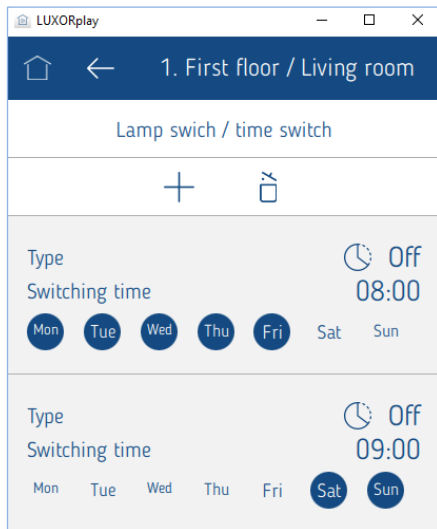 LUXORplay
1. First floor / Living room
Lamp swich / time switch
Type Off
Switching time 08:00
Mon Tue Wed Thu Fri Sat Sun
Type Off
Switching time 09:00
Mon Tue Wed Thu Fri Sat Sun